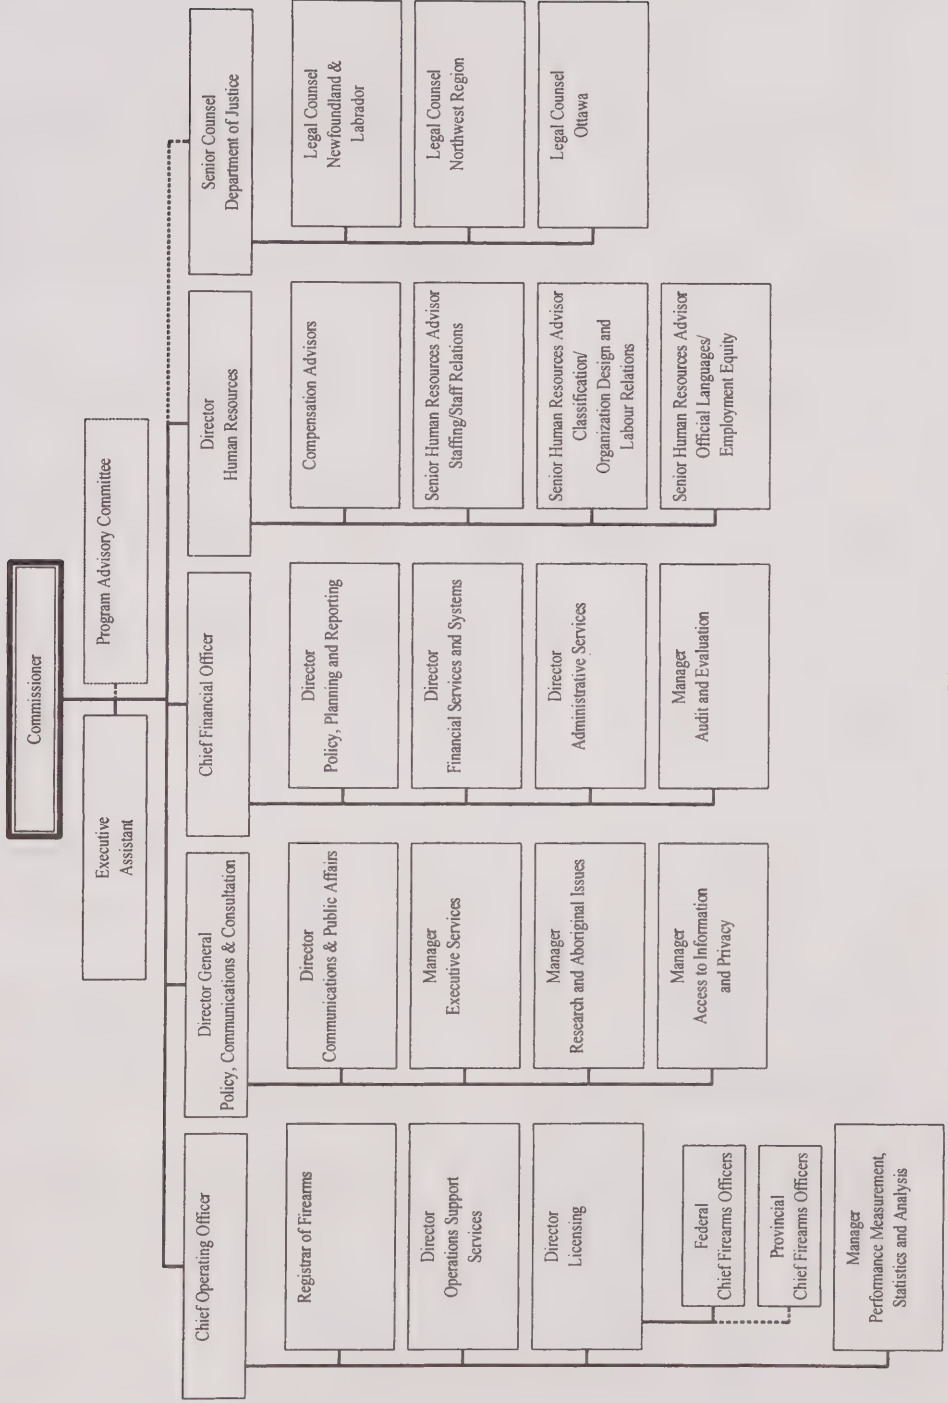 Commissioner
Executive
Assistant
Program Advisory Committee
Chief Operating Officer
Registrar of Firearms
Director
Operations Support
Services
Director
Licensing
Federal
Chief Firearms Officers
Provincial
Chief Firearms Officers
Manager
Performance Measurement,
Statistics and Analysis
Director General
Policy, Communications & Consultation
Director
Communications & Public Affairs
Manager
Executive Services
Manager
Research and Aboriginal Issues
Manager
Access to Information
and Privacy
Chief Financial Officer
Director
Policy, Planning and Reporting
Director
Financial Services and Systems
Director
Administrative Services
Manager
Audit and Evaluation
Director
Human Resources
Compensation Advisors
Senior Human Resources Advisor
Staffing/Staff Relations
Senior Human Resources Advisor
Classification/
Organization Design and
Labour Relations
Senior Human Resources Advisor
Official Languages/
Employment Equity
Senior Counsel
Department of Justice
Legal Counsel
Newfoundland &
Labrador
Legal Counsel
Northwest Region
Legal Counsel
Ottawa